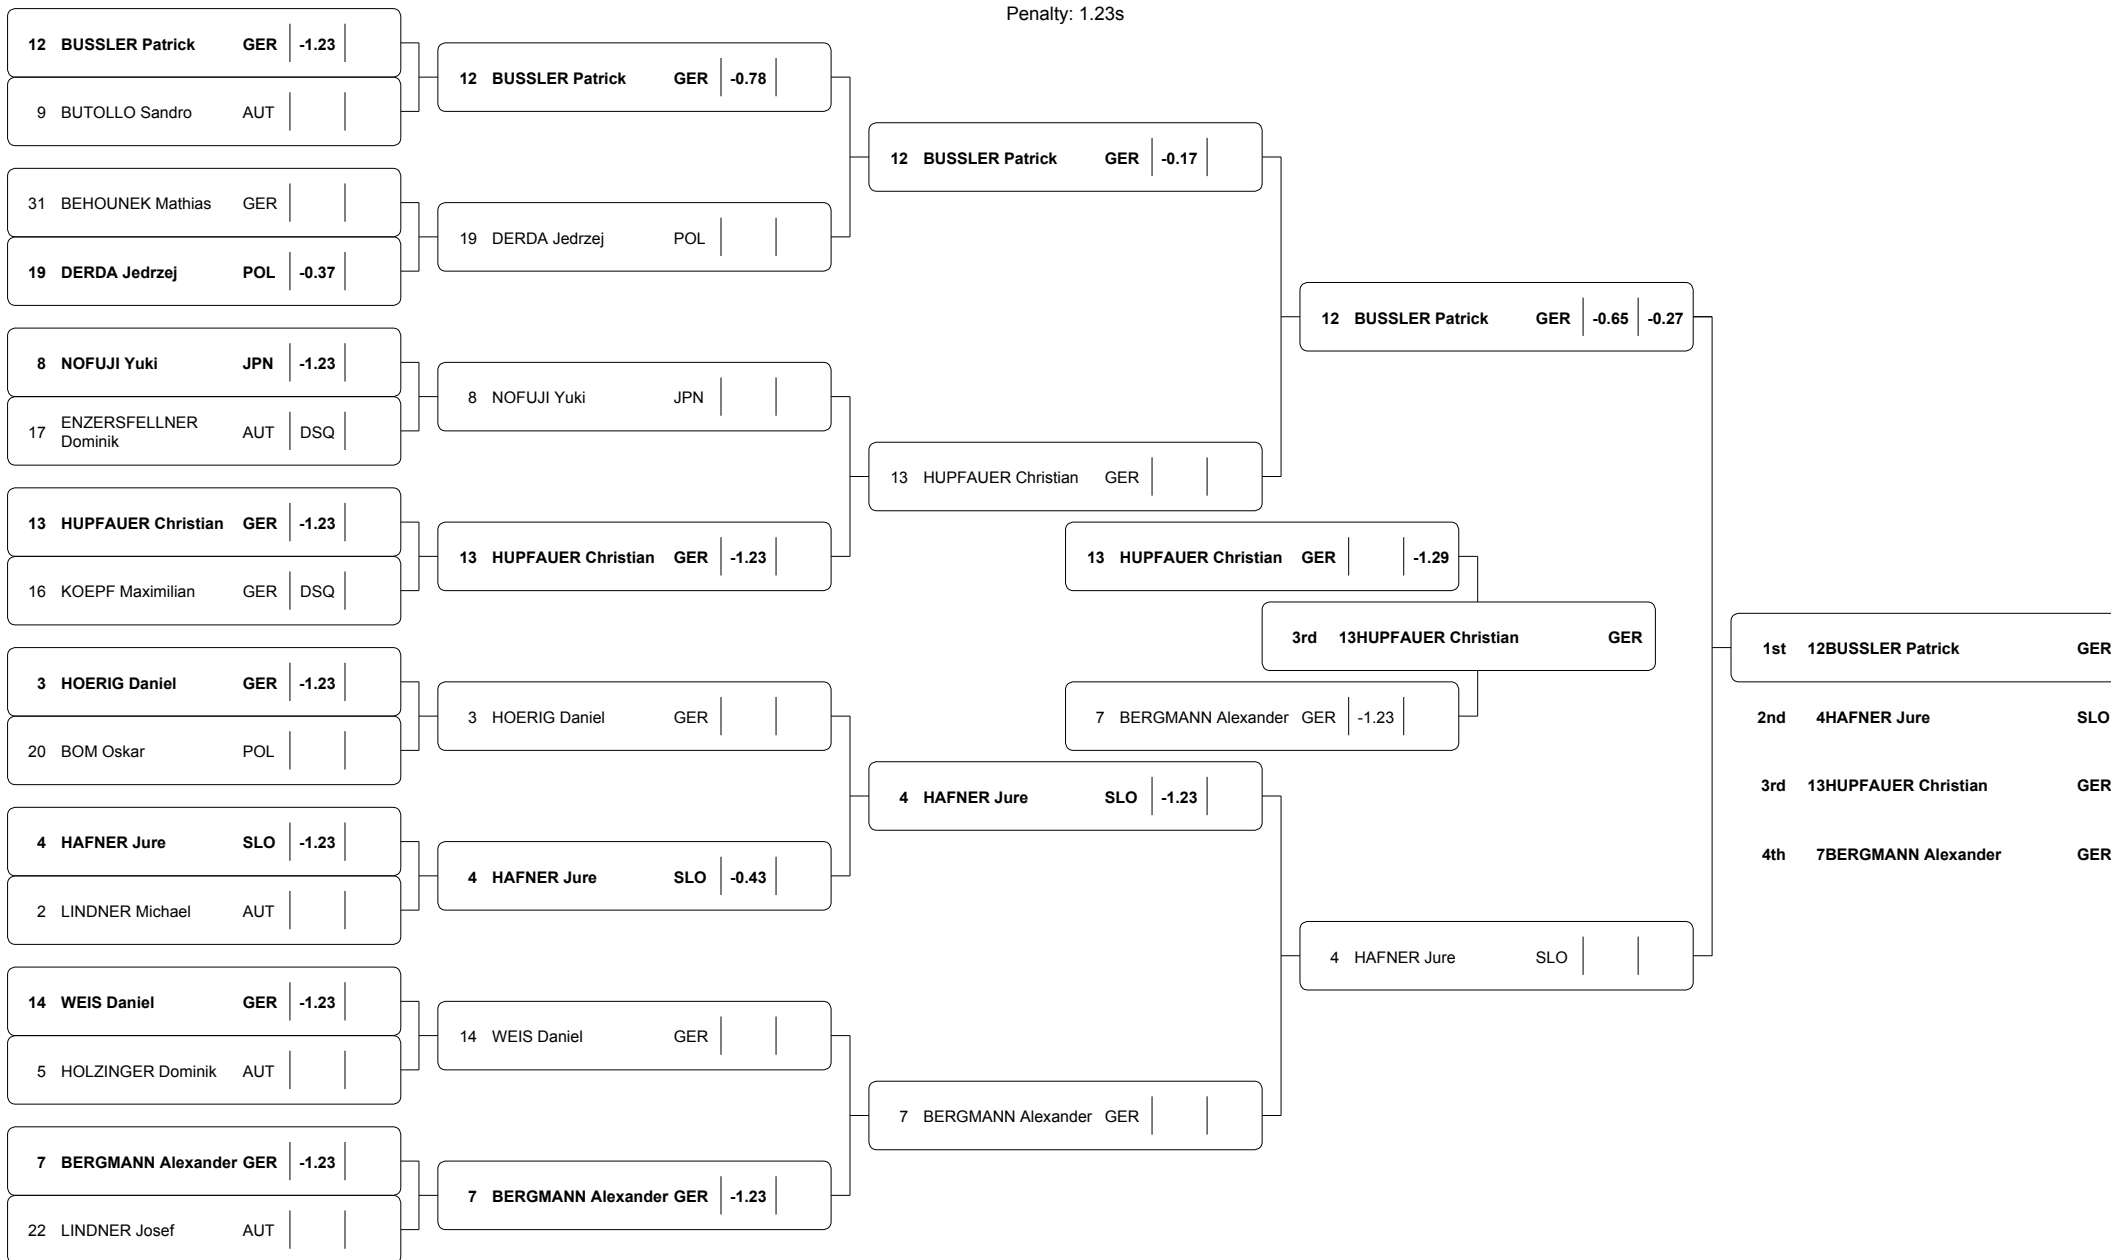 Penalty: 1.23s
12 BUSSLER Patrick GER -1.23
9 BUTOLLO Sandro AUT
31 BEHOUNEK Mathias GER
19 DERDA Jedrzej POL -0.37
8 NOFUJI Yuki JPN -1.23
17 ENZERSFELLNER
Dominik AUT DSQ
13 HUPFAUER Christian GER -1.23
16 KOEPF Maximilian GER DSQ
3 HOERIG Daniel GER -1.23
20 BOM Oskar POL
4 HAFNER Jure SLO -1.23
2 LINDNER Michael AUT
14 WEIS Daniel GER -1.23
5 HOLZINGER Dominik AUT
7 BERGMANN Alexander GER -1.23
22 LINDNER Josef AUT
12 BUSSLER Patrick GER -0.78
19 DERDA Jedrzej POL
8 NOFUJI Yuki JPN
13 HUPFAUER Christian GER -1.23
3 HOERIG Daniel GER
4 HAFNER Jure SLO -0.43
14 WEIS Daniel GER
7 BERGMANN Alexander GER -1.23
12 BUSSLER Patrick GER -0.17
13 HUPFAUER Christian GER
4 HAFNER Jure SLO -1.23
7 BERGMANN Alexander GER
13 HUPFAUER Christian GER -1.29
3rd 13HUPFAUER Christian GER
7 BERGMANN Alexander GER -1.23
12 BUSSLER Patrick GER -0.65 -0.27
4 HAFNER Jure SLO
1st 12BUSSLER Patrick GER
2nd 4HAFNER Jure SLO
3rd 13HUPFAUER Christian GER
4th 7BERGMANN Alexander GER